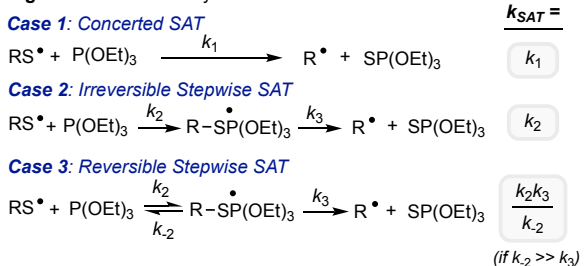 k_SAT =
Case 1: Concerted SAT
RS• + P(OEt)₃ k₁ R• + SP(OEt)₃ k₁
Case 2: Irreversible Stepwise SAT
RS• + P(OEt)₃ k₂ R–SṖ(OEt)₃ k₃ R• + SP(OEt)₃ k₂
Case 3: Reversible Stepwise SAT
RS• + P(OEt)₃ k₂ k₋₂ R–SṖ(OEt)₃ k₃ R• + SP(OEt)₃ k₂k₃ / k₋₂
(if k₋₂ >> k₃)